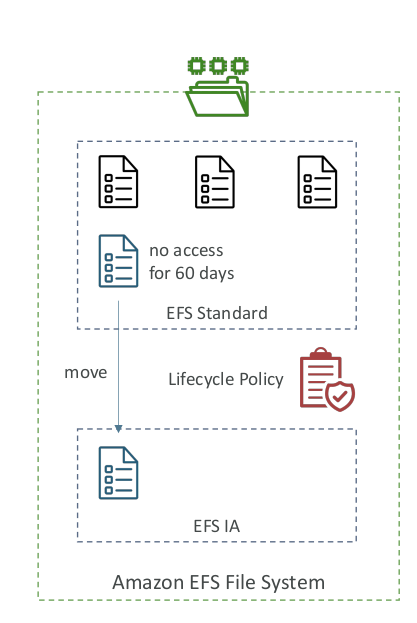 no access
for 60 days
EFS Standard
move
Lifecycle Policy
EFS IA
Amazon EFS File System